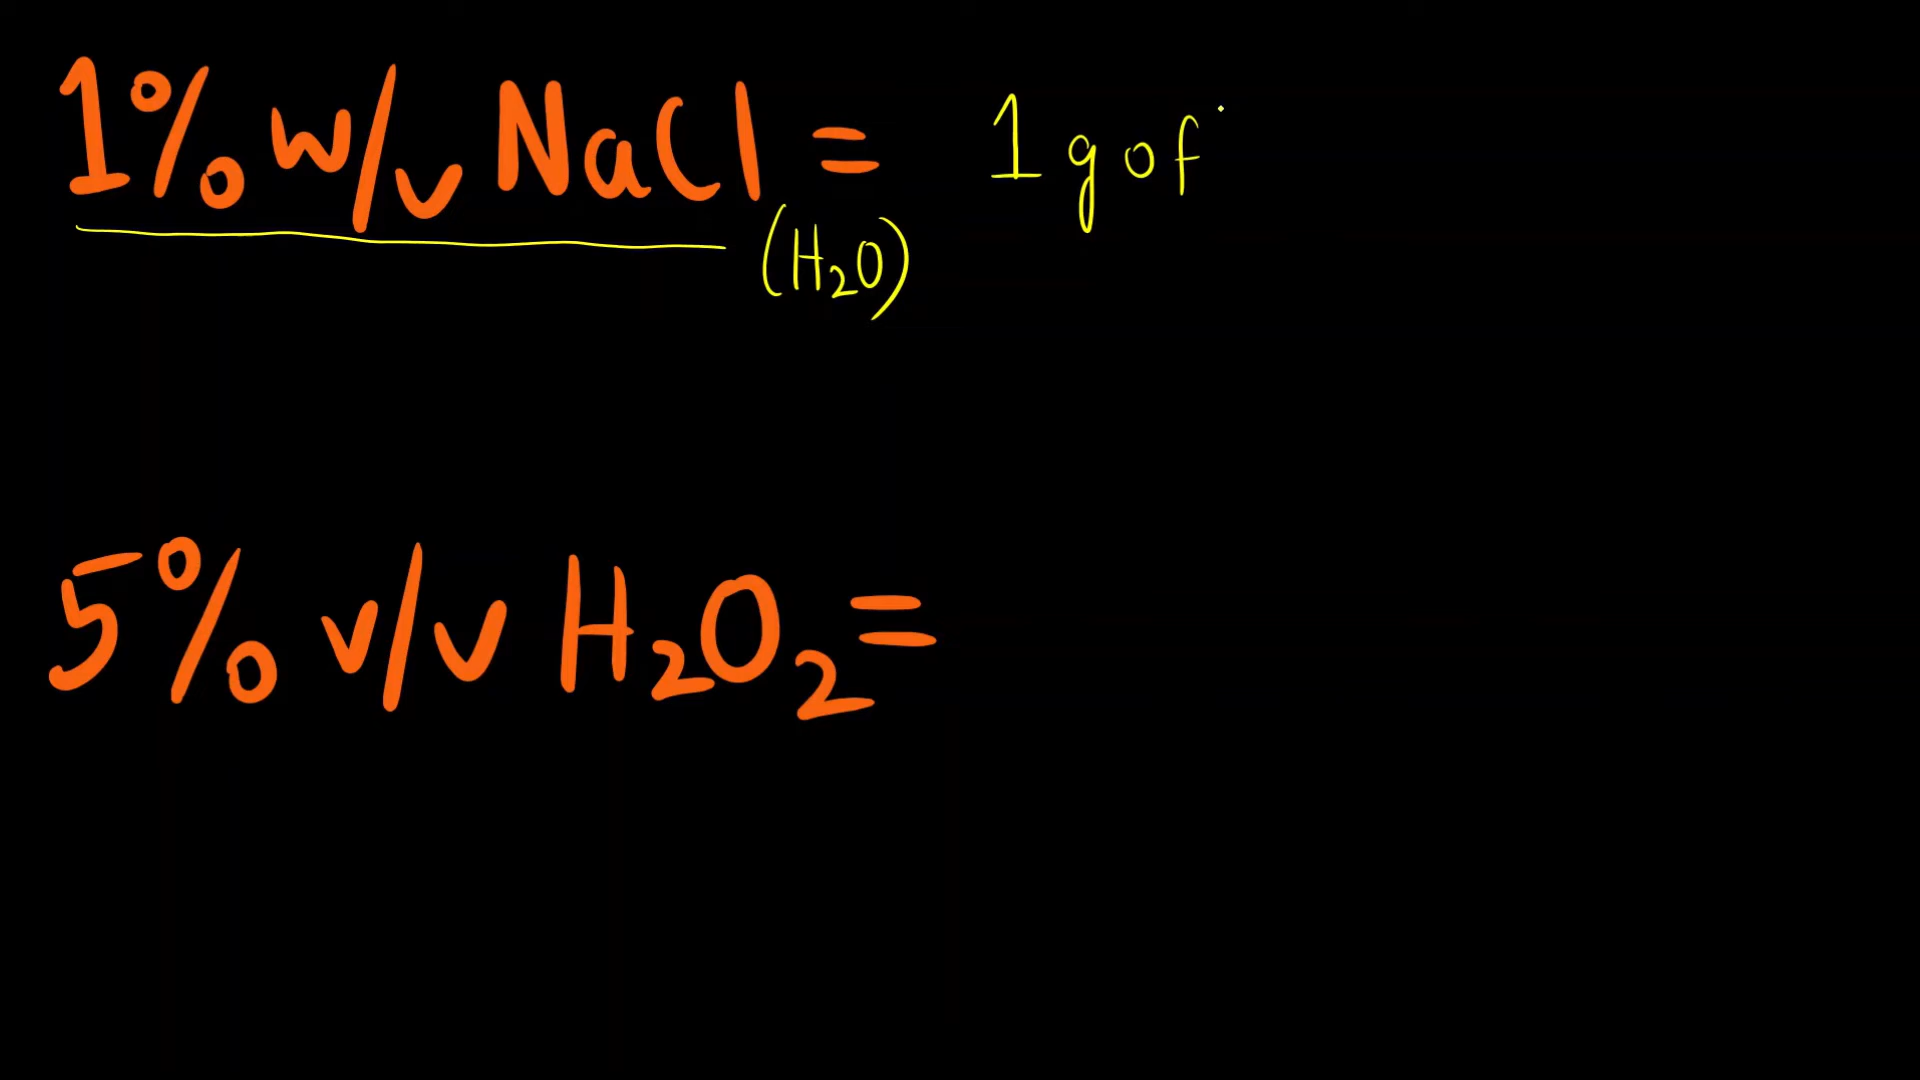 1% w/v NaCl = 1 g of
(H₂O)
5% v/v H₂O₂ =